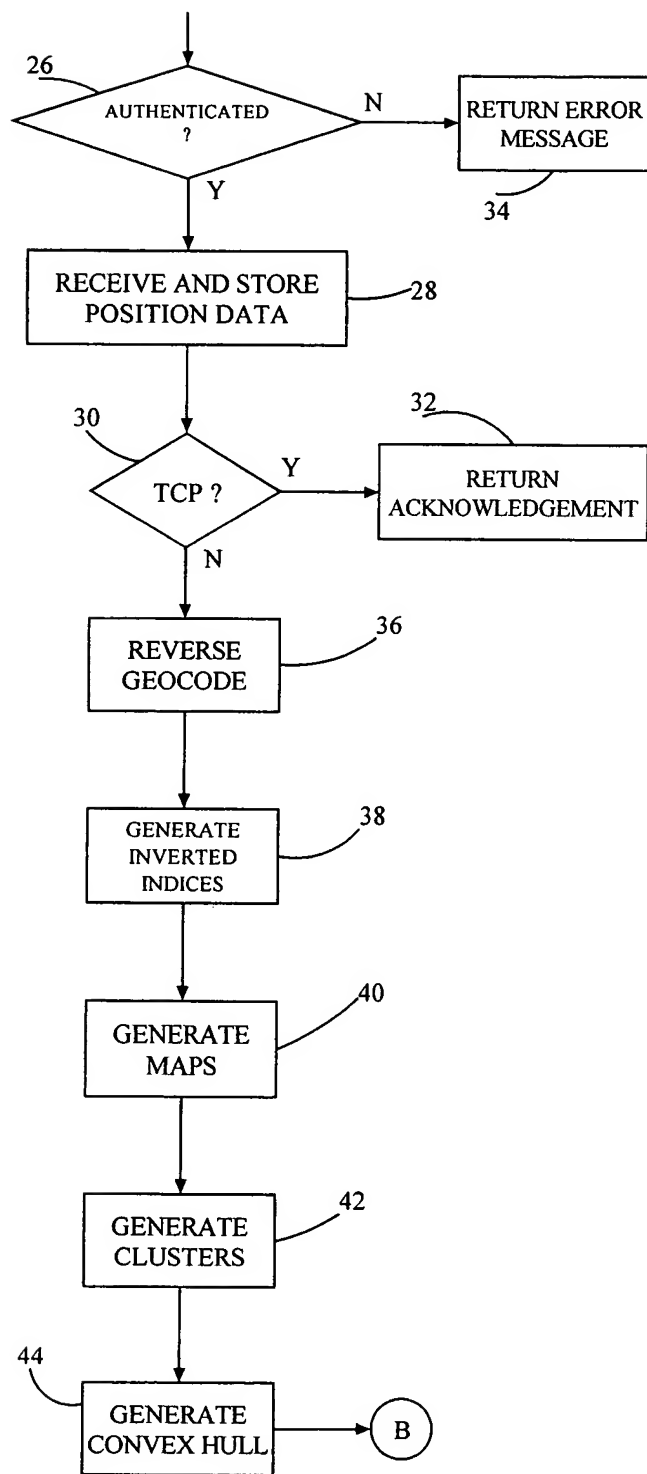 26
AUTHENTICATED
?
N
RETURN ERROR
MESSAGE
34
Y
RECEIVE AND STORE
POSITION DATA
28
30
TCP ?
Y
32
RETURN
ACKNOWLEDGEMENT
N
REVERSE
GEOCODE
36
GENERATE
INVERTED
INDICES
38
GENERATE
MAPS
40
GENERATE
CLUSTERS
42
44
GENERATE
CONVEX HULL
B